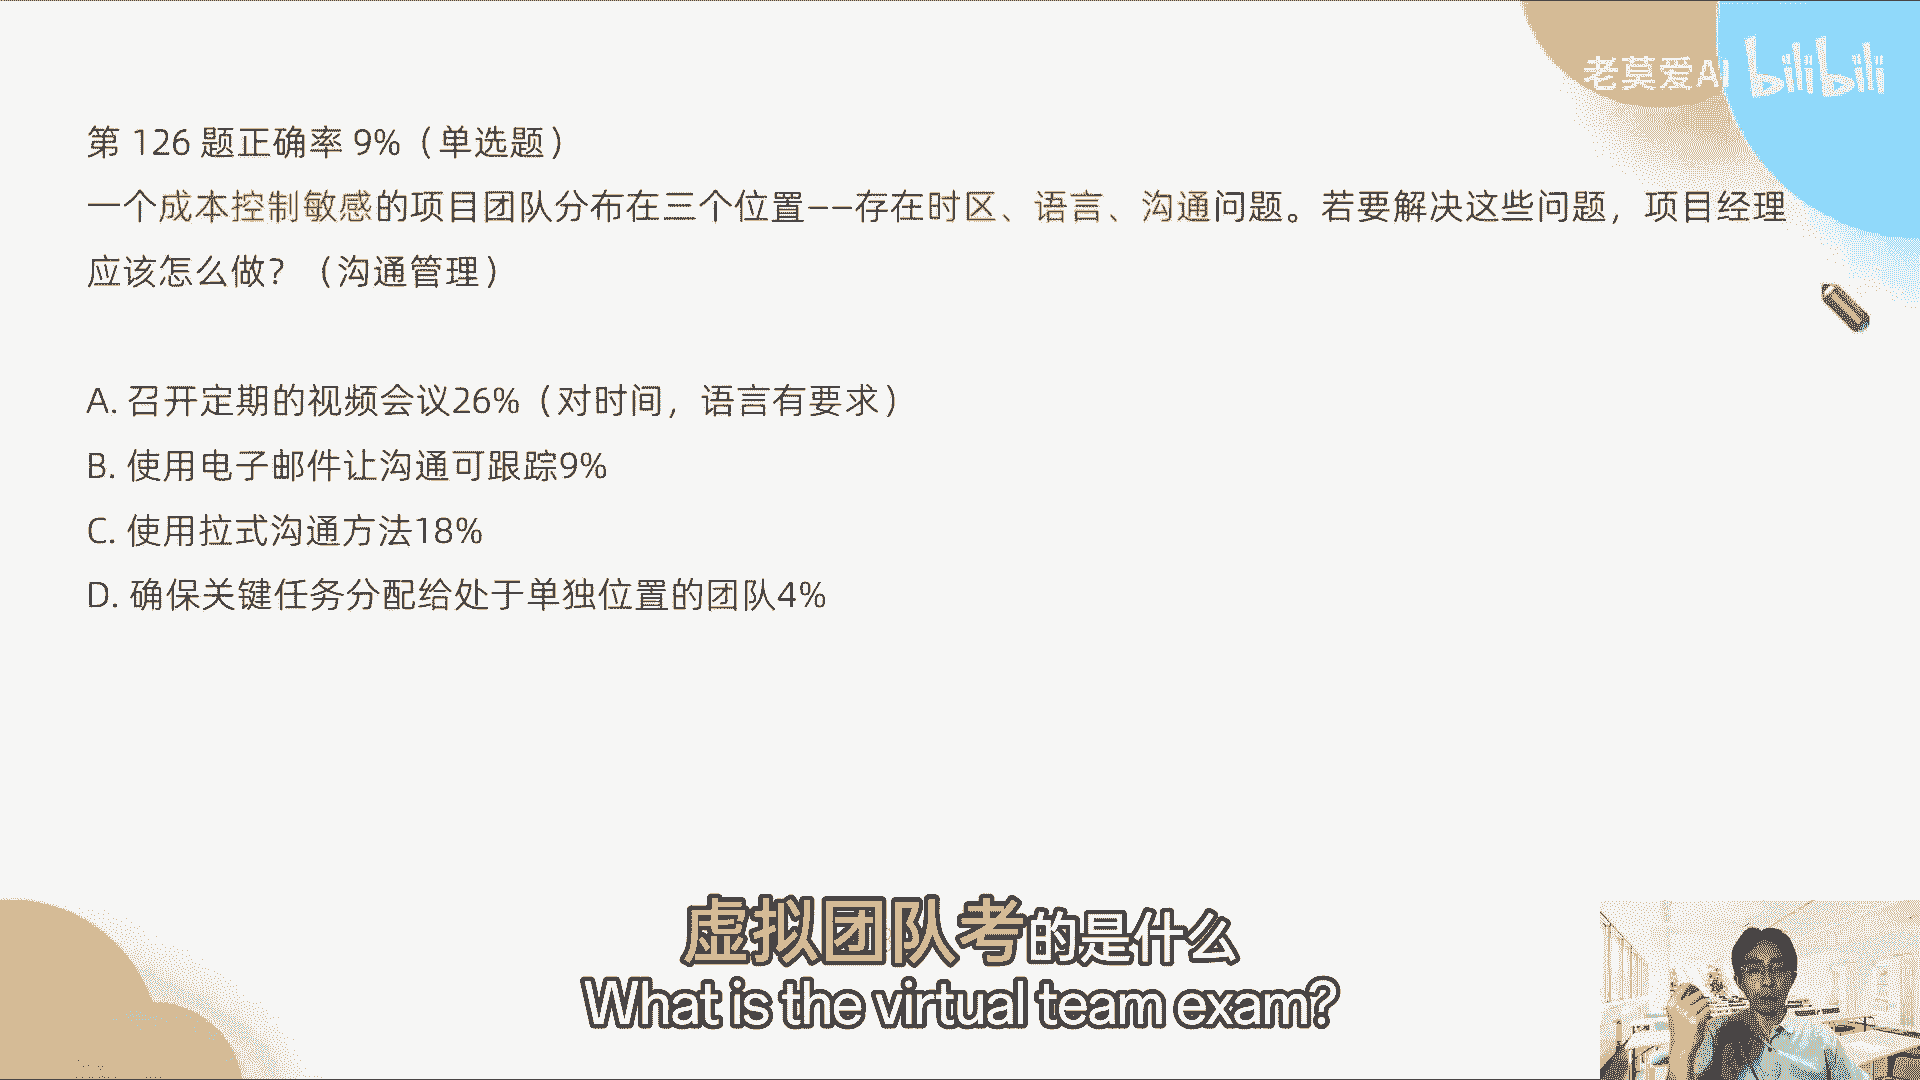 老莫爱AI bilibili
第 126 题正确率 9%（单选题）
一个成本控制敏感的项目团队分布在三个位置——存在时区、语言、沟通问题。若要解决这些问题，项目经理
应该怎么做？（沟通管理）
A. 召开定期的视频会议26%（对时间，语言有要求）
B. 使用电子邮件让沟通可跟踪9%
C. 使用拉式沟通方法18%
D. 确保关键任务分配给处于单独位置的团队4%
虚拟团队考的是什么
What is the virtual team exam?